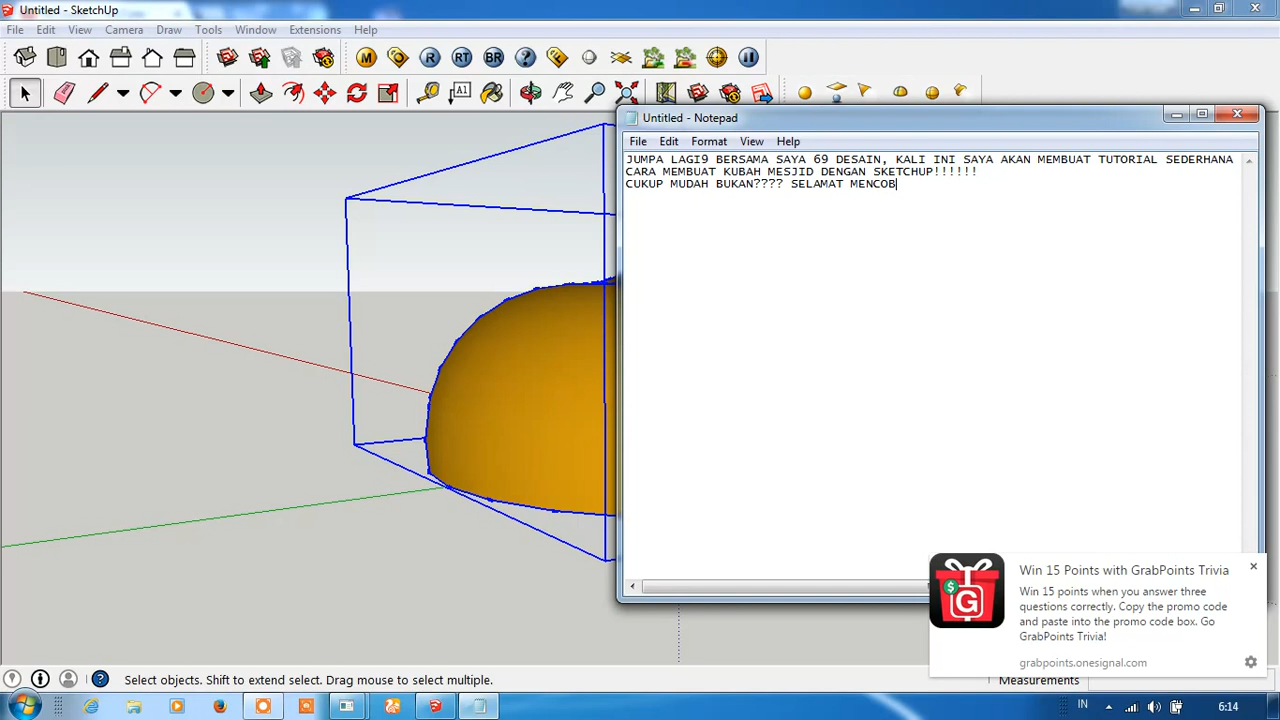 Untitled - SketchUp
File Edit View Camera Draw Tools Window Extensions Help
M R RT BR ?
A1
Untitled - Notepad
File Edit Format View Help
JUMPA LAGI9 BERSAMA SAYA 69 DESAIN, KALI INI SAYA AKAN MEMBUAT TUTORIAL SEDERHANA
CARA MEMBUAT KUBAH MESJID DENGAN SKETCHUP!!!!!!
CUKUP MUDAH BUKAN???? SELAMAT MENCOB
Win 15 Points with GrabPoints Trivia
Win 15 points when you answer three
questions correctly. Copy the promo code
and paste into the promo code box. Go
GrabPoints Trivia!
grabpoints.onesignal.com
G
$
Select objects. Shift to extend select. Drag mouse to select multiple.
Measurements
IN
6:14